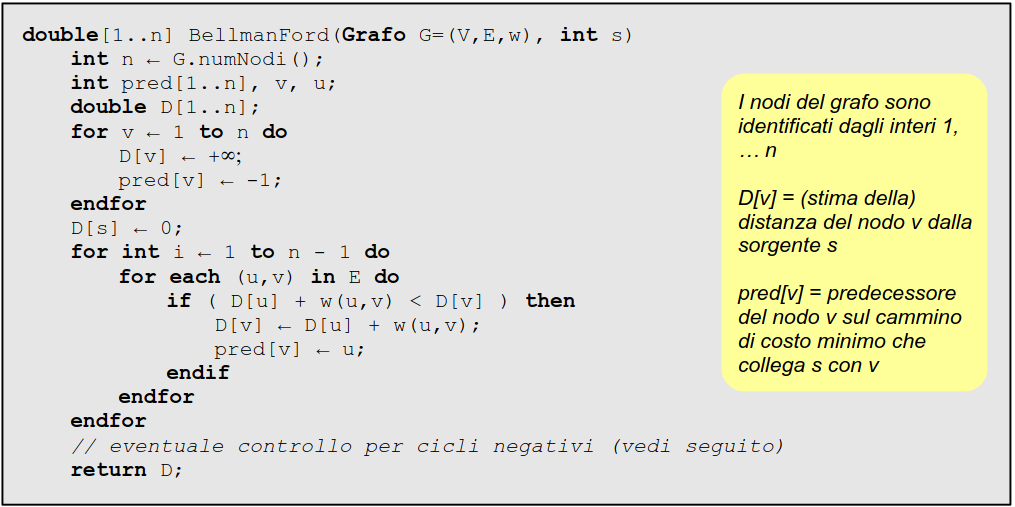 double[1..n] BellmanFord(Grafo G=(V,E,w), int s)
int n ← G.numNodi();
int pred[1..n], v, u;
double D[1..n];
for v ← 1 to n do
D[v] ← +∞;
pred[v] ← -1;
endfor
D[s] ← 0;
for int i ← 1 to n - 1 do
for each (u,v) in E do
if ( D[u] + w(u,v) < D[v] ) then
D[v] ← D[u] + w(u,v);
pred[v] ← u;
endif
endfor
endfor
// eventuale controllo per cicli negativi (vedi seguito)
return D;
I nodi del grafo sono
identificati dagli interi 1,
… n
D[v] = (stima della)
distanza del nodo v dalla
sorgente s
pred[v] = predecessore
del nodo v sul cammino
di costo minimo che
collega s con v